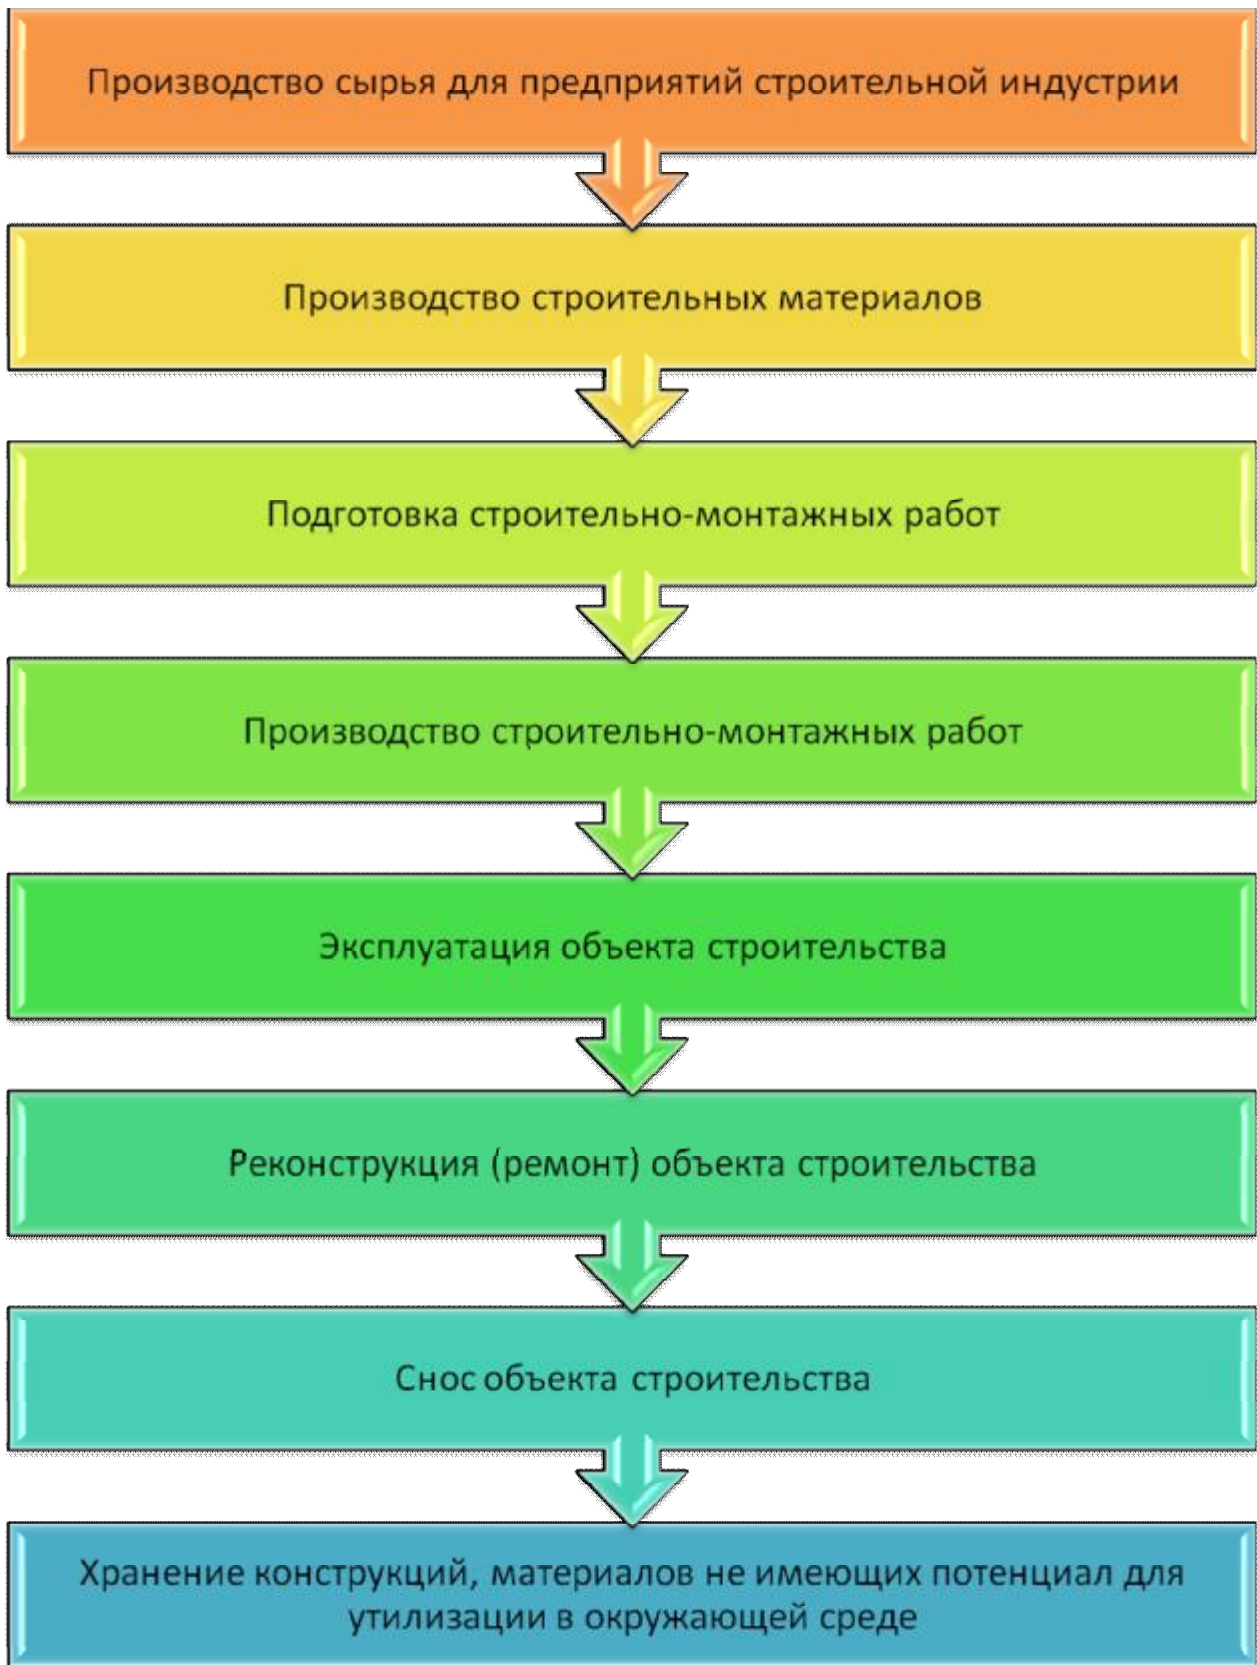 Производство сырья для предприятий строительной индустрии
Производство строительных материалов
Подготовка строительно-монтажных работ
Производство строительно-монтажных работ
Эксплуатация объекта строительства
Реконструкция (ремонт) объекта строительства
Снос объекта строительства
Хранение конструкций, материалов не имеющих потенциал для
утилизации в окружающей среде